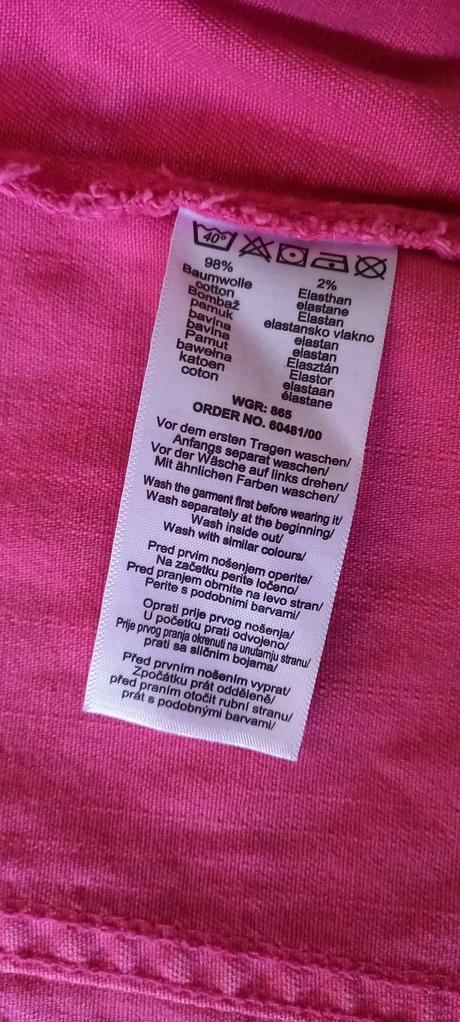 40°
98%
Baumwolle
cotton
Bombaž
pamuk
bavlna
bavlna
Pamut
bawełna
katoen
coton
2%
Elasthan
elastane
Elastan
elastansko vlakno
elastan
elastan
Elasztán
Elastor
elastaan
élastane
WGR: 865
ORDER NO. 60481/00
Vor dem ersten Tragen waschen/
Anfangs separat waschen/
Vor der Wäsche auf links drehen/
Mit ähnlichen Farben waschen/
Wash the garment first before wearing it/
Wash separately at the beginning/
Wash inside out/
Wash with similar colours/
Pred prvim nošenjem operite/
Na začetku perite ločeno/
Pred pranjem obrnite na levo stran/
Perite s podobnimi barvami/
Oprati prije prvog nošenja/
U početku prati odvojeno/
Prije prvog pranja okrenuti na unutarnju stranu/
prati sa sličnim bojama/
Před prvním nošením vyprat/
Zpočátku prát odděleně/
před praním otočit rubní stranu/
prát s podobnými barvami/